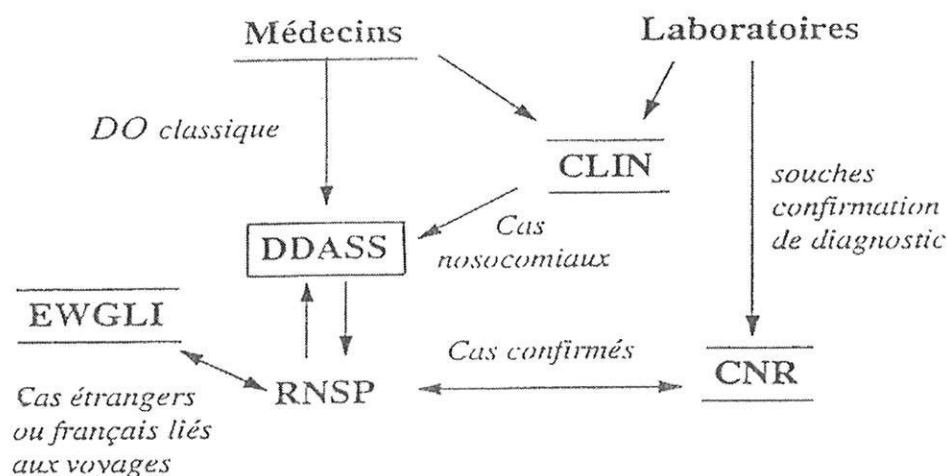 Médecins
Laboratoires
DO classique
CLIN
souches
confirmation
de diagnostic
Cas
nosocomiaux
DDASS
EWGLI
Cas confirmés
CNR
RNSP
Cas étrangers
ou français liés
aux voyages